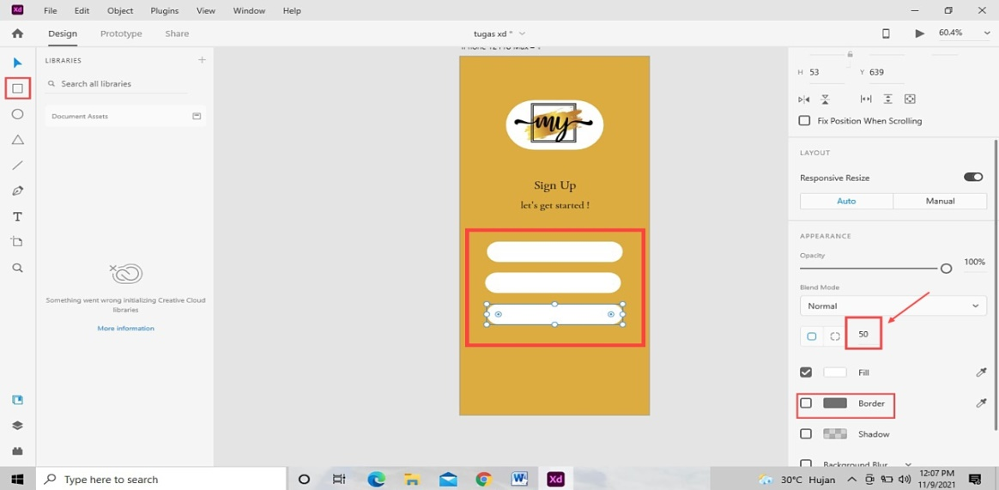 Xd File Edit Object Plugins View Window Help
Design Prototype Share tugas xd * 60.4%
LIBRARIES
Search all libraries
Document Assets
Something went wrong initializing Creative Cloud
libraries
More information
my
Sign Up
let's get started !
H 53 Y 639
Fix Position When Scrolling
LAYOUT
Responsive Resize
Auto Manual
APPEARANCE
Opacity
100%
Blend Mode
Normal
50
Fill
Border
Shadow
Background Blur
Type here to search
W
Xd
30°C Hujan
12:07 PM
11/9/2021